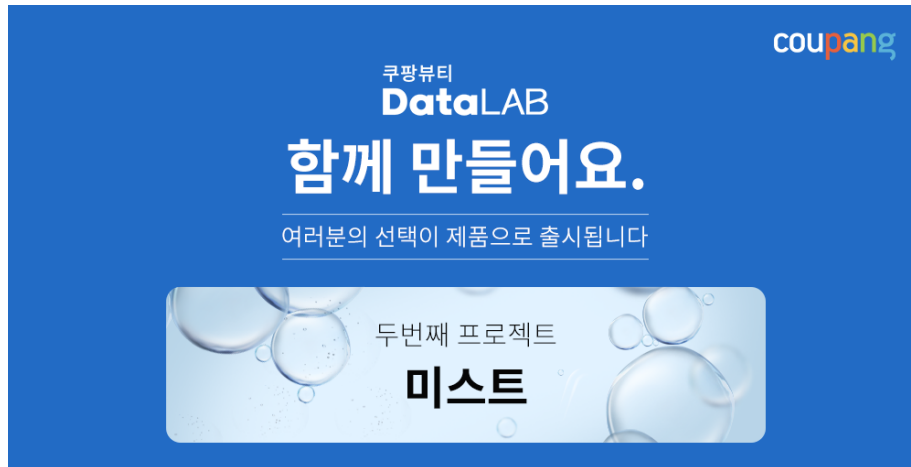 coupang
쿠팡뷰티
DataLAB
함께 만들어요.
여러분의 선택이 제품으로 출시됩니다
두번째 프로젝트
미스트